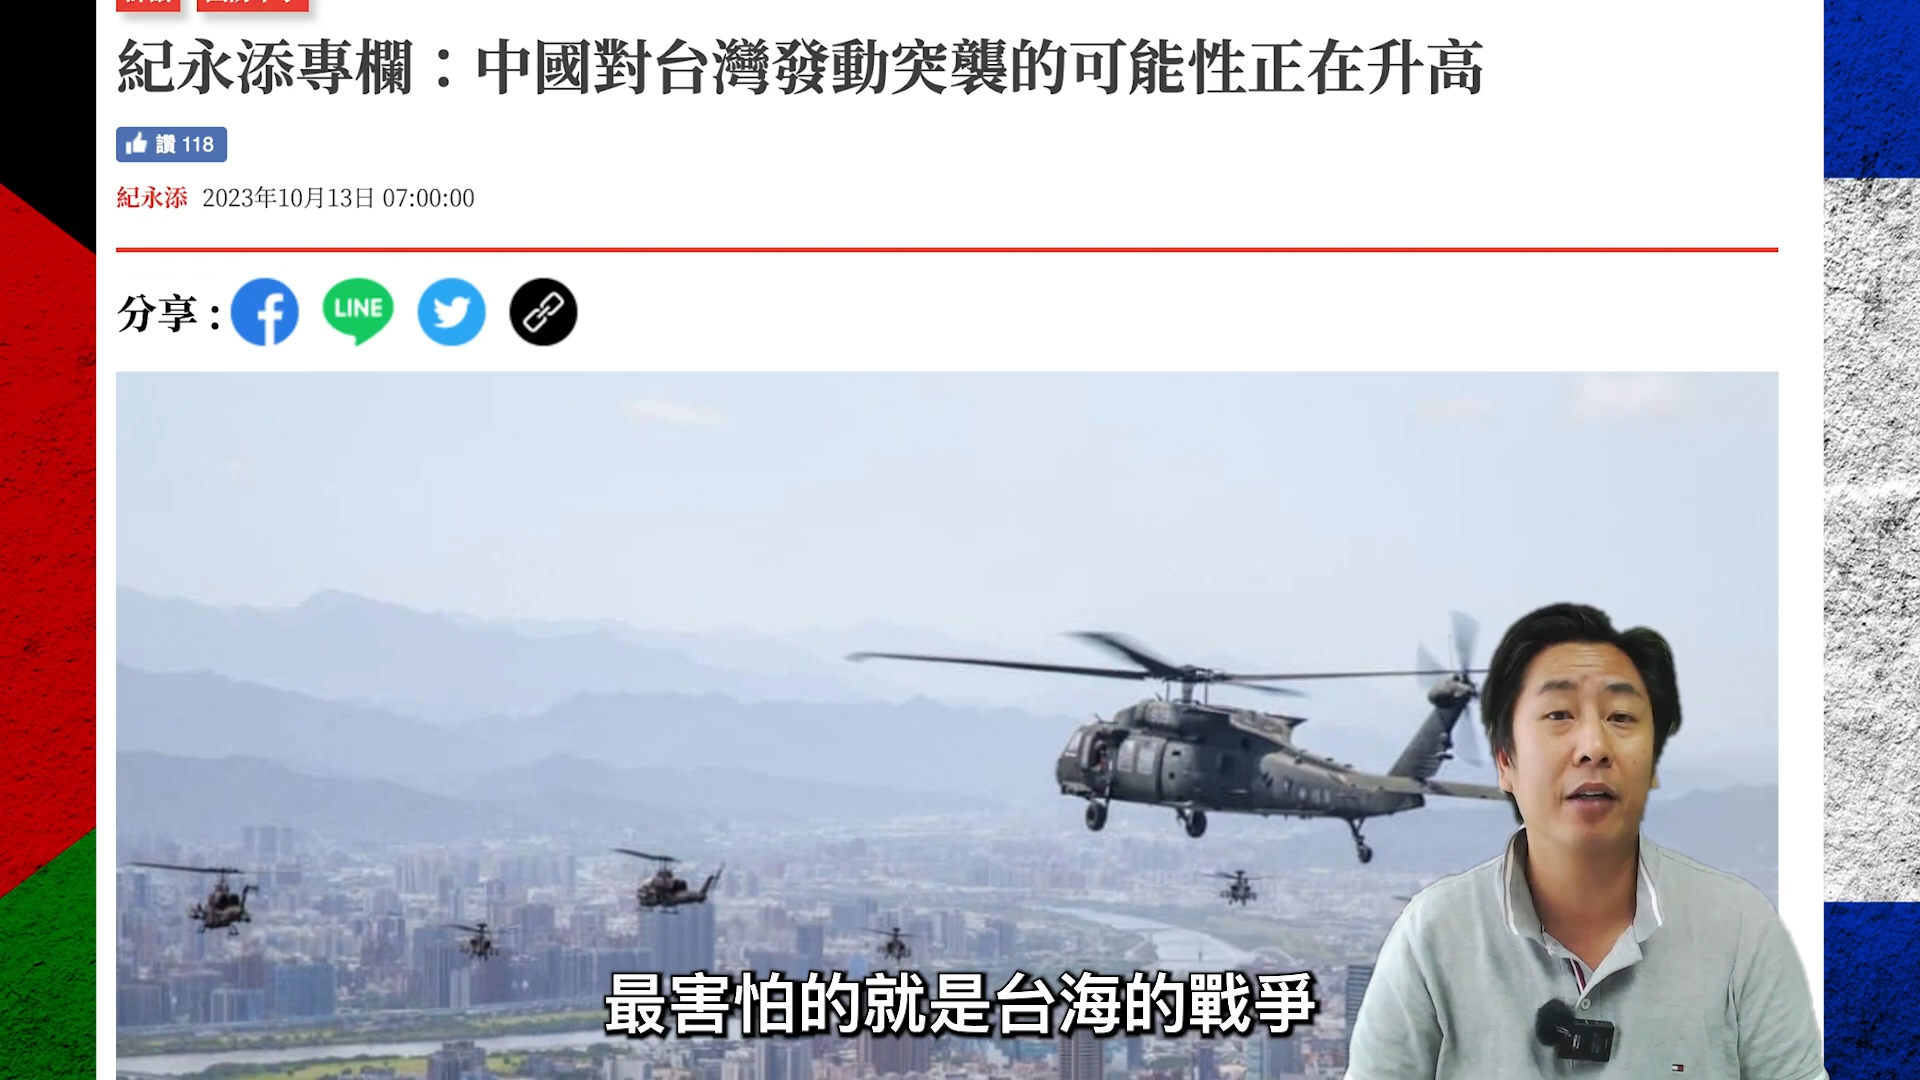 紀永添專欄：中國對台灣發動突襲的可能性正在升高
讚 118
紀永添 2023年10月13日 07:00:00
分享：
LINE
最害怕的就是台海的戰爭